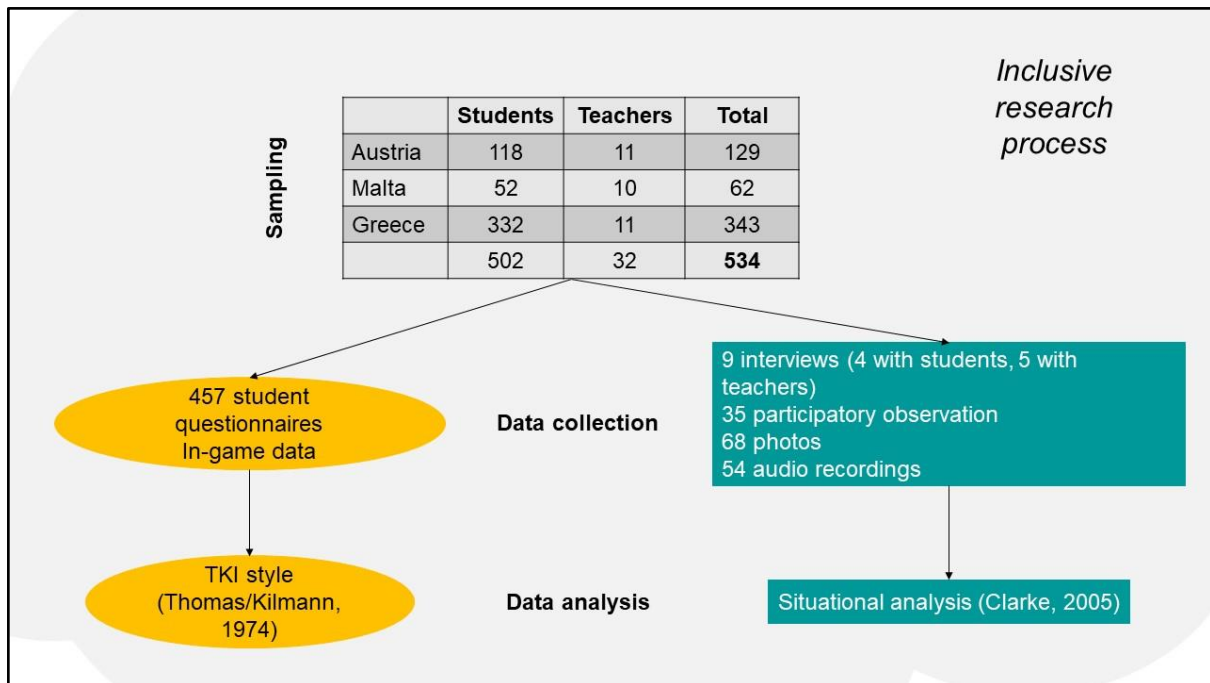 Inclusive
research
process
Sampling
Students Teachers Total
Austria 118 11 129
Malta 52 10 62
Greece 332 11 343
502 32 534
457 student
questionnaires
In-game data
Data collection
9 interviews (4 with students, 5 with
teachers)
35 participatory observation
68 photos
54 audio recordings
TKI style
(Thomas/Kilmann,
1974)
Data analysis
Situational analysis (Clarke, 2005)